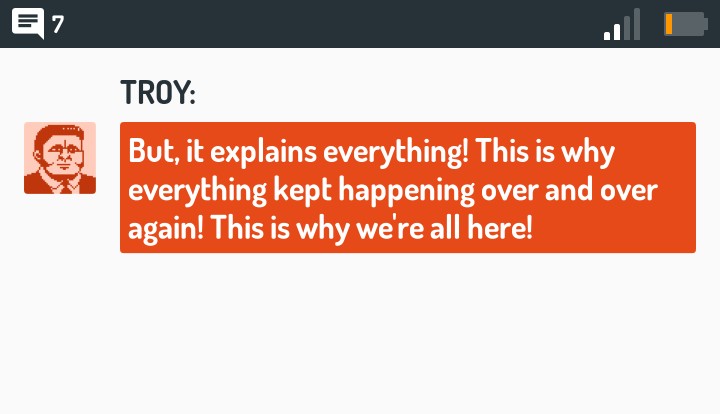 7
TROY:
But, it explains everything! This is why
everything kept happening over and over
again! This is why we're all here!